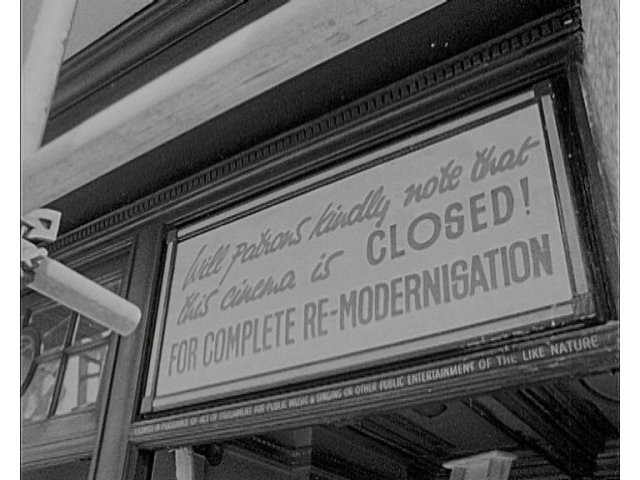 Will patrons kindly note that
this cinema is CLOSED!
FOR COMPLETE RE-MODERNISATION
LICENSED IN PURSUANCE OF ACT OF PARLIAMENT FOR PUBLIC MUSIC & SINGING OR OTHER PUBLIC ENTERTAINMENT OF THE LIKE NATURE